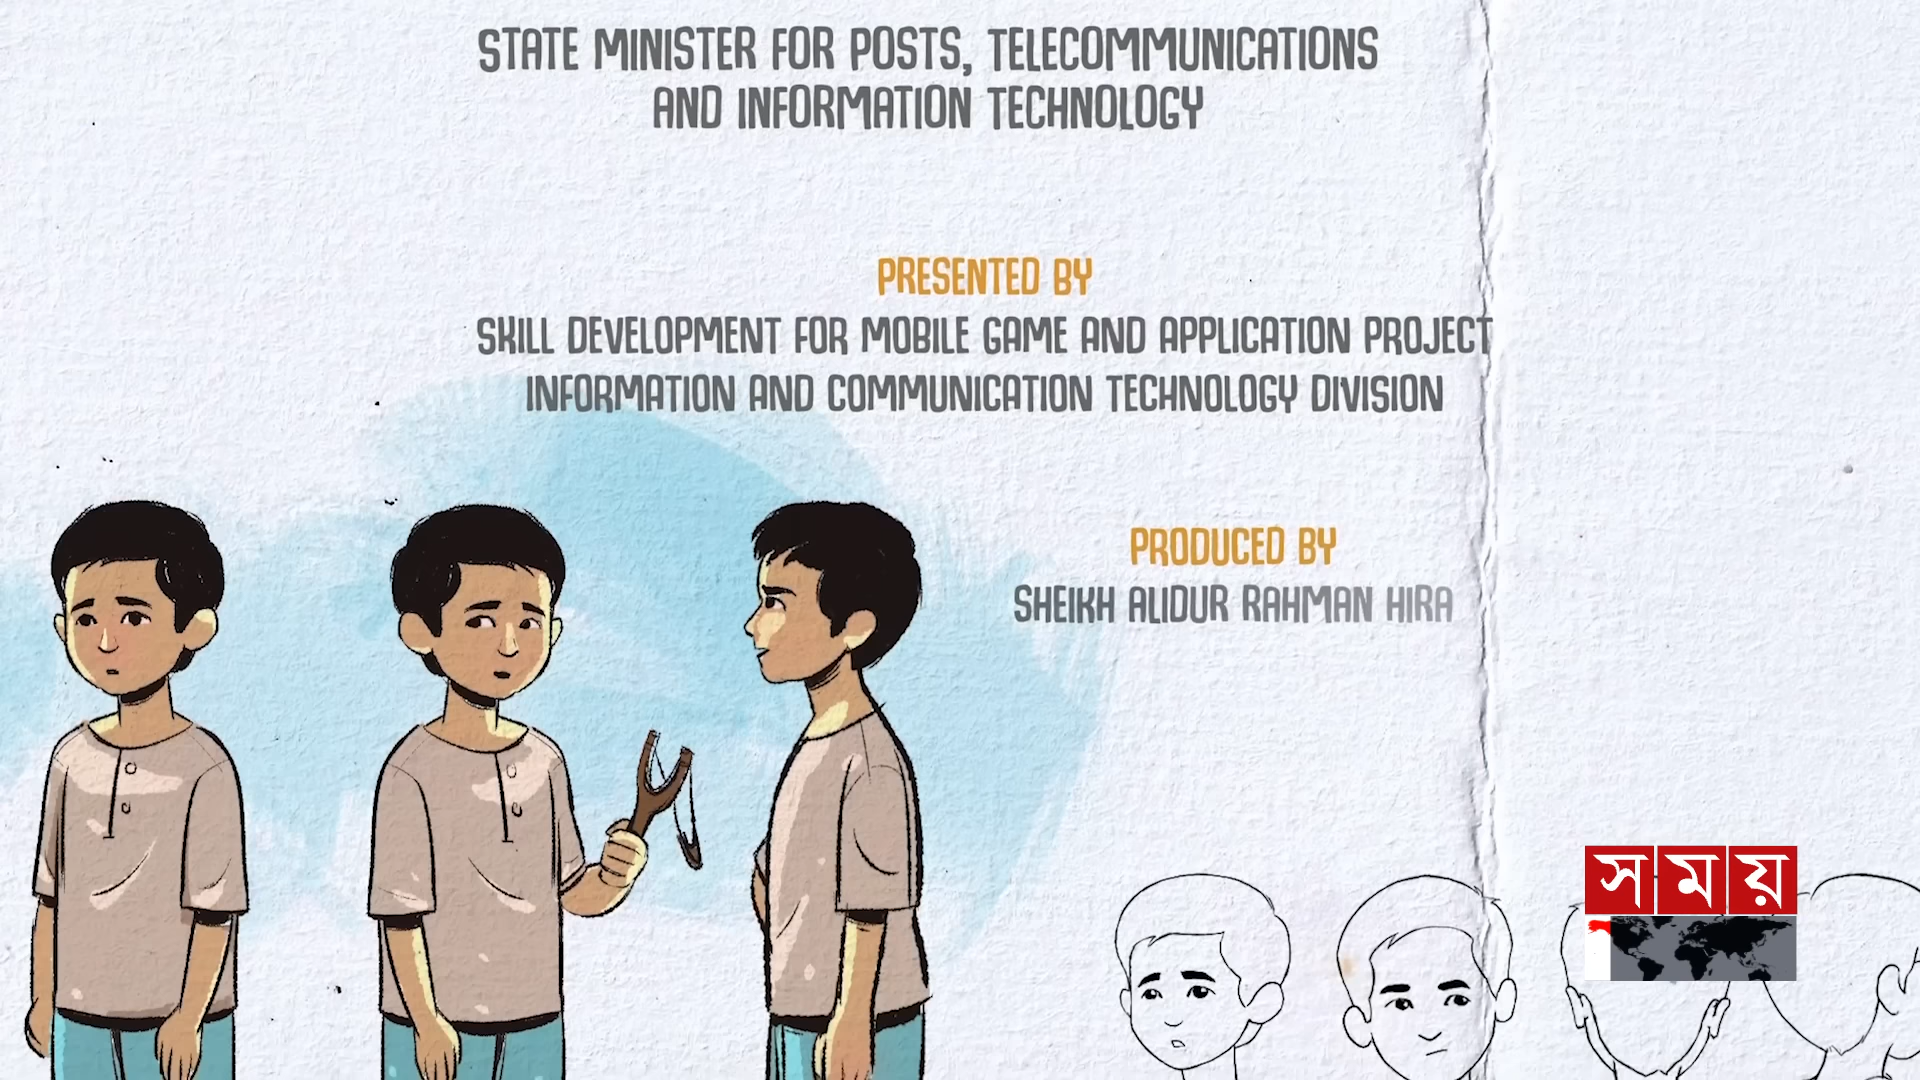 STATE MINISTER FOR POSTS, TELECOMMUNICATIONS
AND INFORMATION TECHNOLOGY
PRESENTED BY
SKILL DEVELOPMENT FOR MOBILE GAME AND APPLICATION PROJECT
INFORMATION AND COMMUNICATION TECHNOLOGY DIVISION
PRODUCED BY
SHEIKH ALIDUR RAHMAN HIRA
সময়